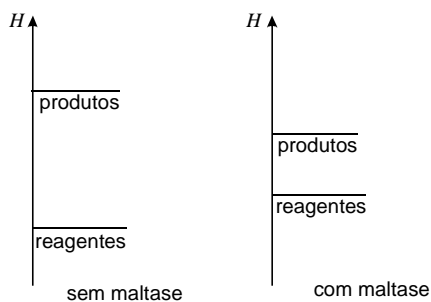 H
produtos
reagentes
sem maltase
H
produtos
reagentes
com maltase